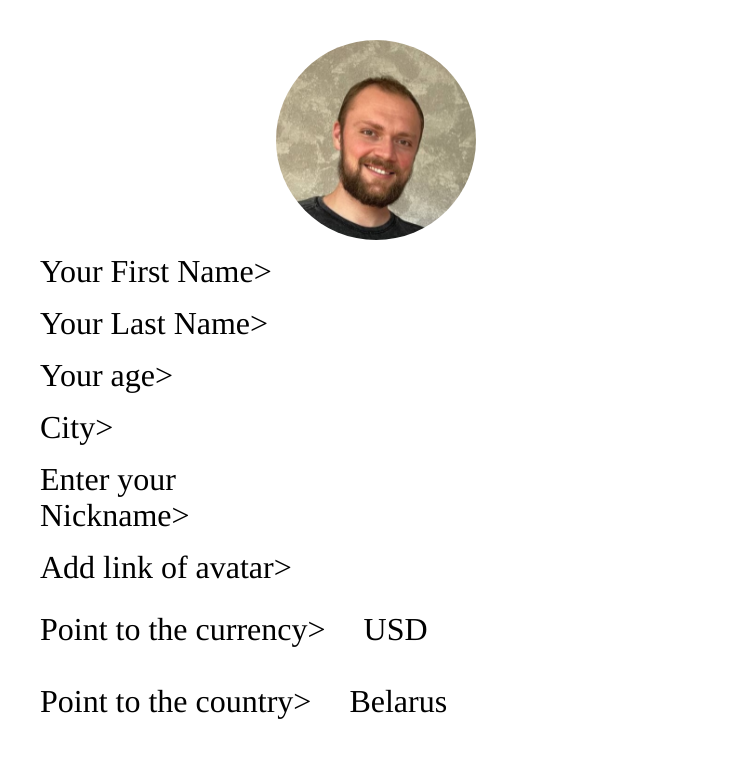 Your First Name>
Your Last Name>
Your age>
City>
Enter your
Nickname>
Add link of avatar>
Point to the currency> USD
Point to the country> Belarus